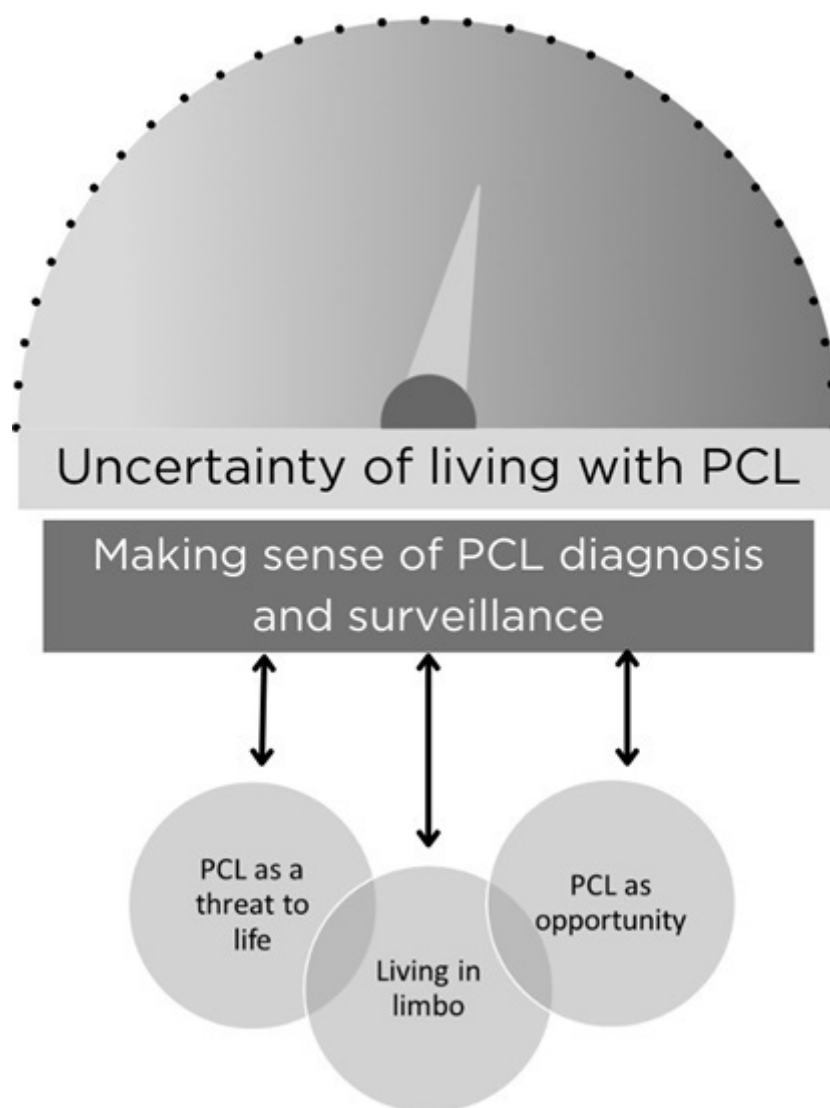 Uncertainty of living with PCL
Making sense of PCL diagnosis
and surveillance
PCL as a
threat to
life
Living in
limbo
PCL as
opportunity